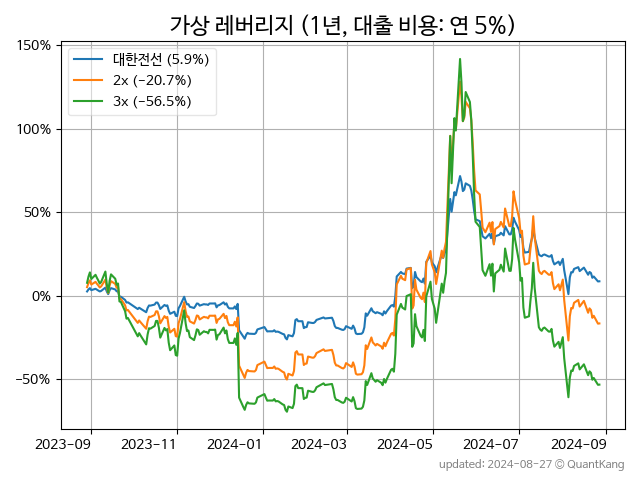 가상 레버리지 (1년, 대출 비용: 연 5%)
150%
100%
50%
0%
−50%
대한전선 (5.9%)
2x (−20.7%)
3x (−56.5%)
2023-09 2023-11 2024-01 2024-03 2024-05 2024-07 2024-09
updated: 2024-08-27 © QuantKang